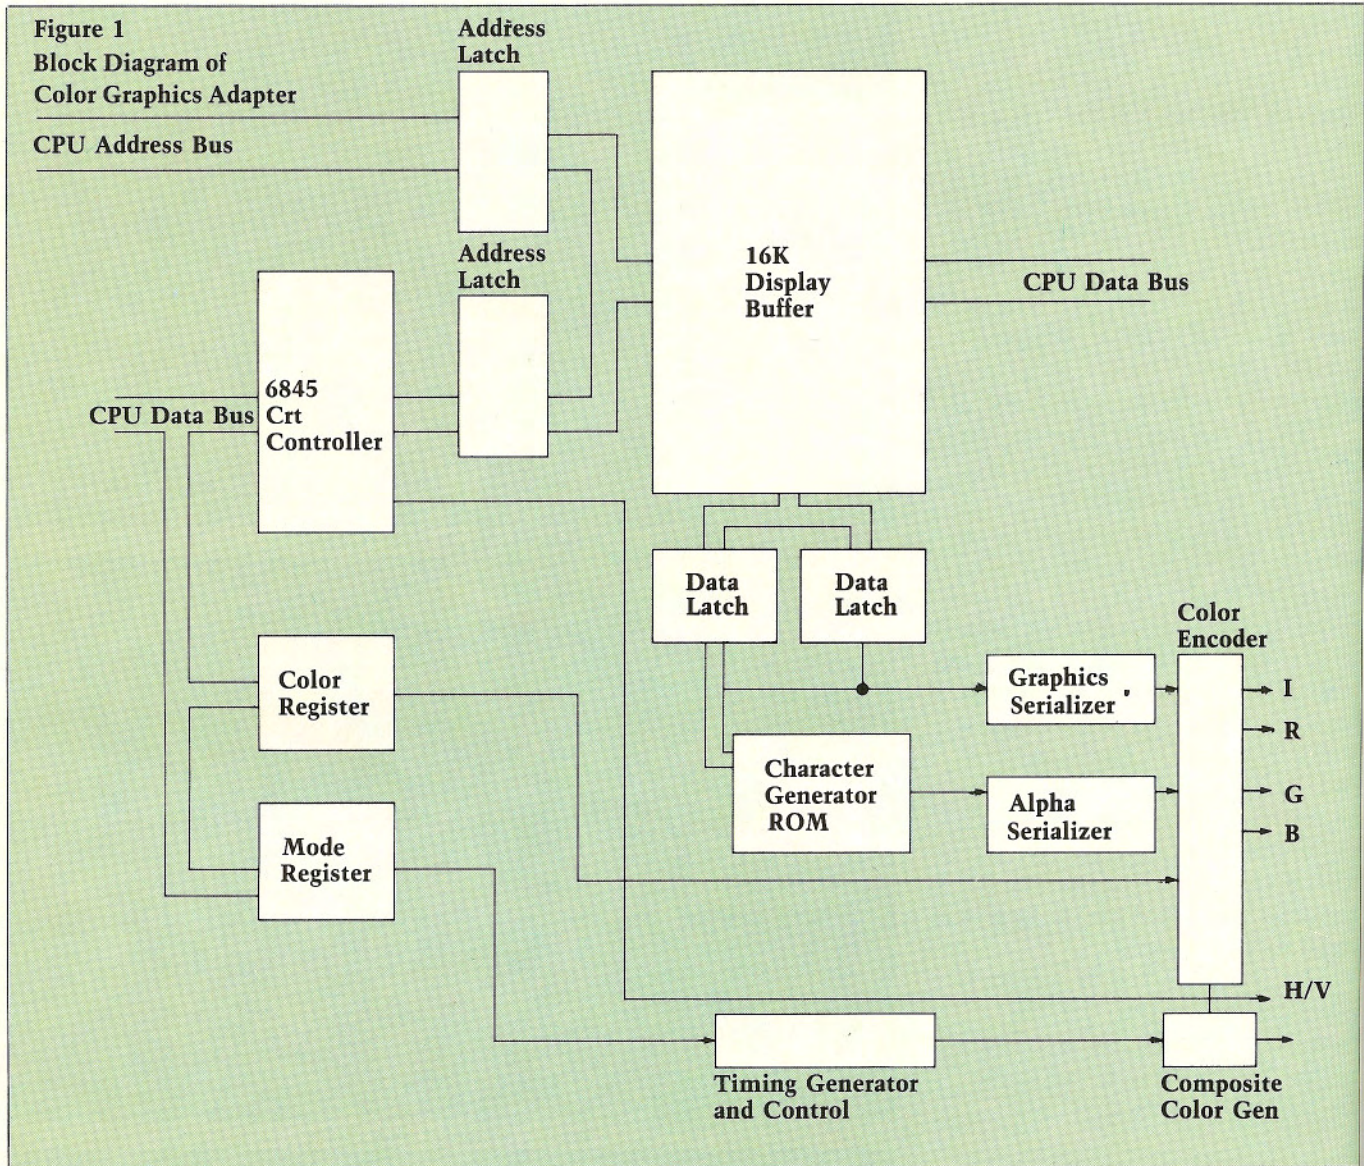 Figure 1
Block Diagram of
Color Graphics Adapter
CPU Address Bus
Address
Latch
Address
Latch
16K
Display
Buffer
CPU Data Bus
6845
Crt
Controller
CPU Data Bus
Data
Latch
Data
Latch
Color
Encoder
Color
Register
Graphics
Serializer
I
R
G
B
Character
Generator
ROM
Alpha
Serializer
Mode
Register
H/V
Timing Generator
and Control
Composite
Color Gen